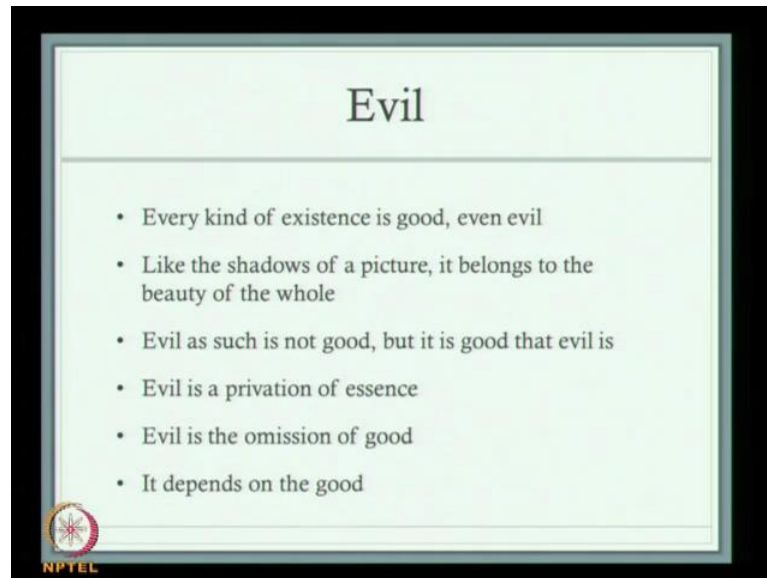 Evil
• Every kind of existence is good, even evil
• Like the shadows of a picture, it belongs to the
beauty of the whole
• Evil as such is not good, but it is good that evil is
• Evil is a privation of essence
• Evil is the omission of good
• It depends on the good
NPTEL